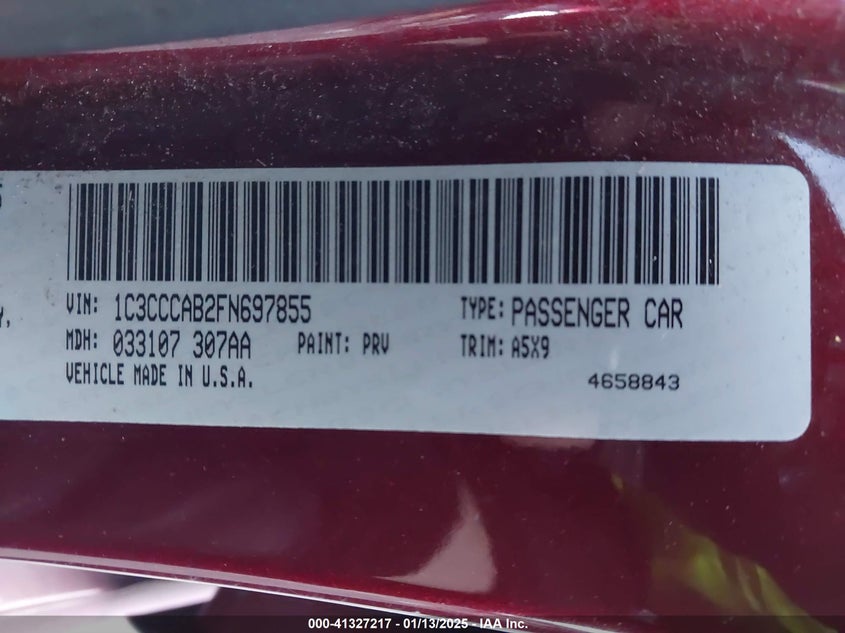 VIN: 1C3CCCAB2FN697855 TYPE: PASSENGER CAR
MDH: 033107 307AA PAINT: PRV TRIM: A5X9
VEHICLE MADE IN U.S.A. 4658843
000-41327217 - 01/13/2025 - IAA Inc.